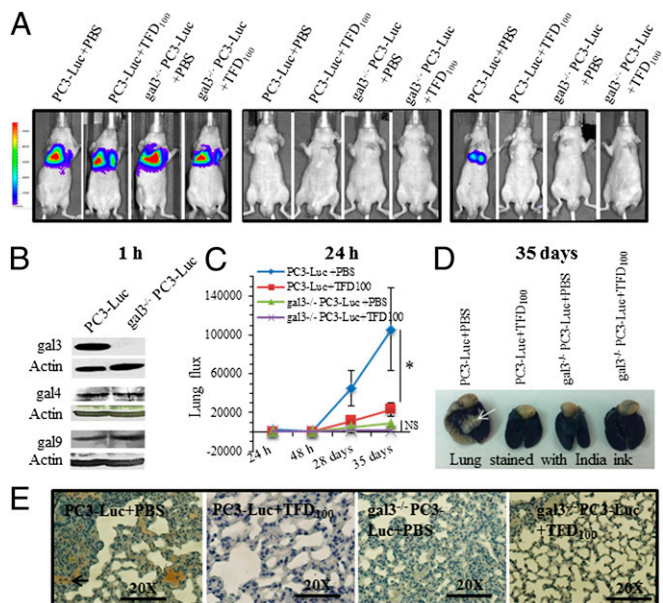 A
PC3-Luc+PBS
PC3-Luc+TFD100
gal3-/- PC3-Luc
+PBS
gal3-/- PC3-Luc
+TFD100
PC3-Luc+PBS
PC3-Luc+TFD100
gal3-/- PC3-Luc
+PBS
gal3-/- PC3-Luc
+TFD100
PC3-Luc+PBS
PC3-Luc+TFD100
gal3-/- PC3-Luc
+PBS
gal3-/- PC3-Luc
+TFD100
1 h
24 h
35 days
B
PC3-Luc
gal3-/- PC3-Luc
gal3
Actin
gal4
Actin
gal9
Actin
C
PC3-Luc +PBS
PC3-Luc+TFD100
gal3-/- PC3-Luc+PBS
gal3-/- PC3-Luc+TFD100
Lung flux
140000
120000
100000
80000
60000
40000
20000
0
-20000
24 h
48 h
28 days
35 days
*
NS
D
PC3-Luc+PBS
PC3-Luc+TFD100
gal3-/- PC3-Luc+PBS
gal3-/- PC3-Luc+TFD100
Lung stained with India ink
E
PC3-Luc+PBS
20X
PC3-Luc+TFD100
20X
gal3-/- PC3-
Luc+PBS
20X
gal3-/- PC3-Luc
+TFD100
20X